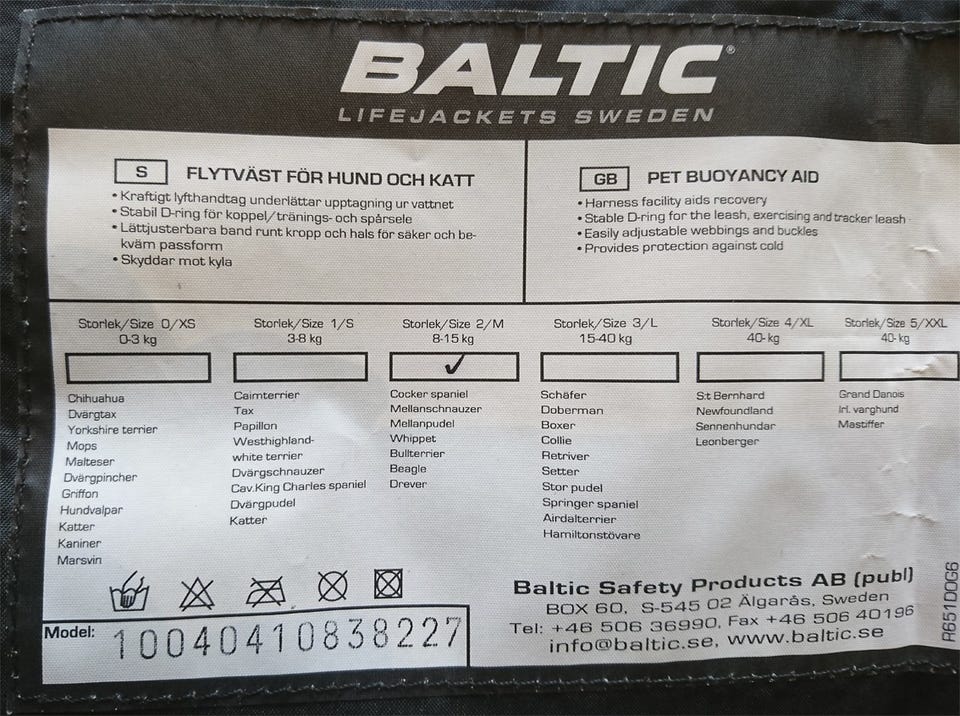 BALTIC®
LIFEJACKETS SWEDEN
S FLYTVÄST FÖR HUND OCH KATT
• Kraftigt lyfthandtag underlättar upptagning ur vattnet
• Stabil D-ring för koppel/tränings- och spårsele
• Lättjusterbara band runt kropp och hals för säker och be-
kväm passform
• Skyddar mot kyla
GB PET BUOYANCY AID
• Harness facility aids recovery
• Stable D-ring for the leash, exercising and tracker leash
• Easily adjustable webbings and buckles
• Provides protection against cold
Storlek/Size 0/XS
0-3 kg
Chihuahua
Dvärgtax
Yorkshire terrier
Mops
Malteser
Dvärgpincher
Griffon
Hundvalpar
Katter
Kaniner
Marsvin
Storlek/Size 1/S
3-8 kg
Cairnterrier
Tax
Papillon
Westhighland-
white terrier
Dvärgschnauzer
Cav.King Charles spaniel
Dvärgpudel
Katter
Storlek/Size 2/M
8-15 kg
✓
Cocker spaniel
Mellanschnauzer
Mellanpudel
Whippet
Bullterrier
Beagle
Drever
Storlek/Size 3/L
15-40 kg
Schäfer
Doberman
Boxer
Collie
Retriver
Setter
Stor pudel
Springer spaniel
Airdalterrier
Hamiltonstövare
Storlek/Size 4/XL
40- kg
S:t Bernhard
Newfoundland
Sennenhundar
Leonberger
Storlek/Size 5/XXL
40- kg
Grand Danois
Irl. varghund
Mastiffer
Model: 10040410838227
Baltic Safety Products AB (publ)
BOX 60, S-545 02 Älgarås, Sweden
Tel: +46 506 36990, Fax +46 506 40196
info@baltic.se, www.baltic.se
R651DOG6